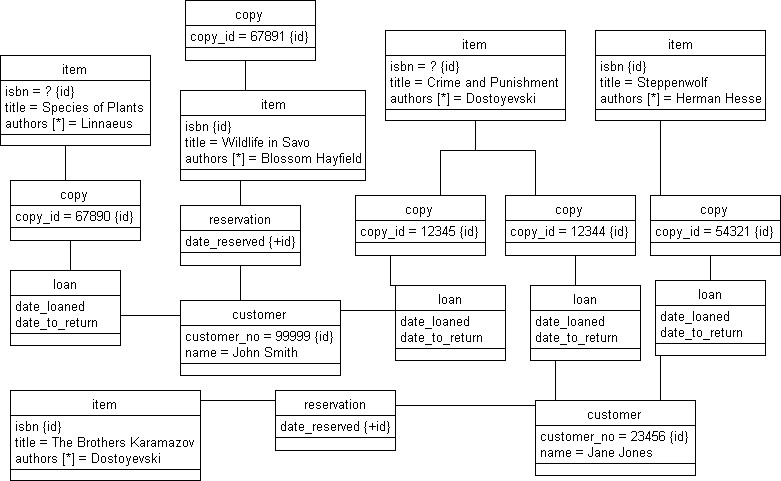 copy
copy_id = 67891 {id}
item
isbn = ? {id}
title = Species of Plants
authors [*] = Linnaeus
item
isbn {id}
title = Wildlife in Savo
authors [*] = Blossom Hayfield
item
isbn = ? {id}
title = Crime and Punishment
authors [*] = Dostoyevski
item
isbn {id}
title = Steppenwolf
authors [*] = Herman Hesse
copy
copy_id = 67890 {id}
reservation
date_reserved {+id}
copy
copy_id = 12345 {id}
copy
copy_id = 12344 {id}
copy
copy_id = 54321 {id}
loan
date_loaned
date_to_return
customer
customer_no = 99999 {id}
name = John Smith
loan
date_loaned
date_to_return
loan
date_loaned
date_to_return
loan
date_loaned
date_to_return
item
isbn {id}
title = The Brothers Karamazov
authors [*] = Dostoyevski
reservation
date_reserved {+id}
customer
customer_no = 23456 {id}
name = Jane Jones